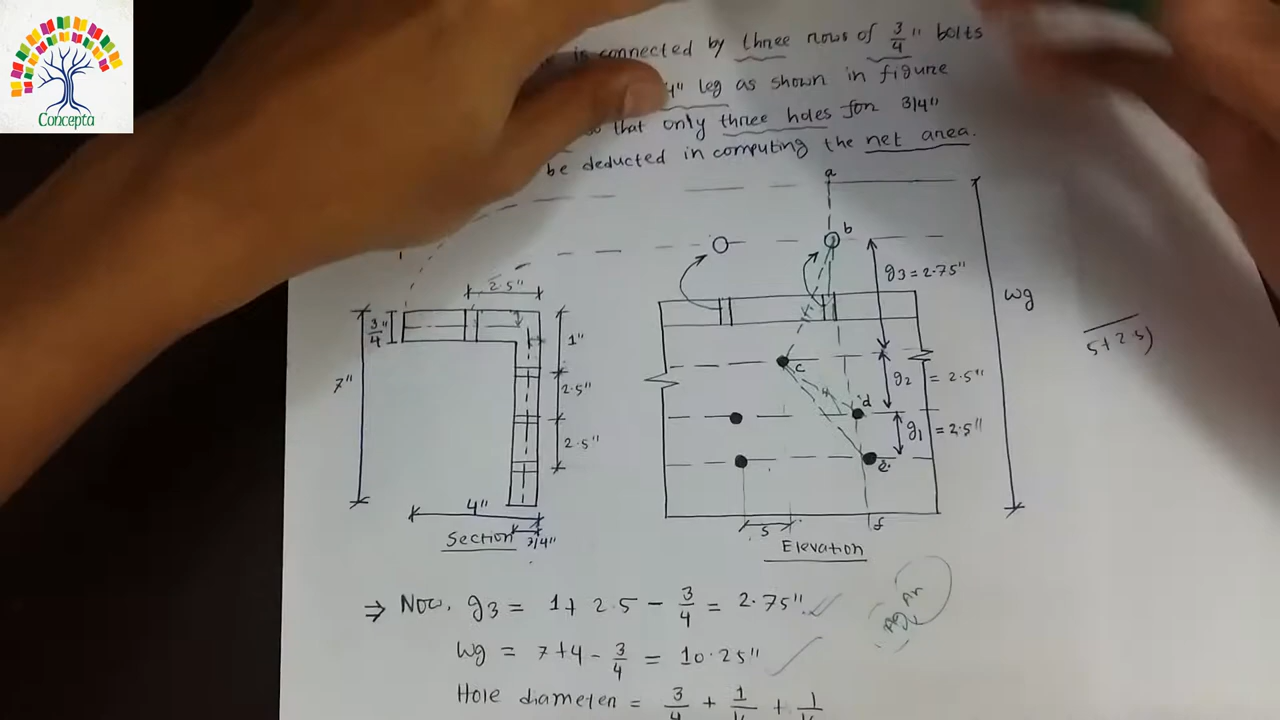 Concepta
is connected by three rows of 3/4" bolts
4" leg as shown in figure
that only three holes for 3/4"
be deducted in computing the net area.
a
b
g3 = 2.75"
wg
2.5"
3/4"
1"
7"
2.5"
2.5"
c
g2 = 2.5"
d
g1 = 2.5"
e
4"
3/4"
Section
s
f
Elevation
⇒ Now, g3 = 1 + 2.5 - 3/4 = 2.75"
wg = 7+4 - 3/4 = 10.25"
Hole diameter = 3/4 + 1/ + 1/